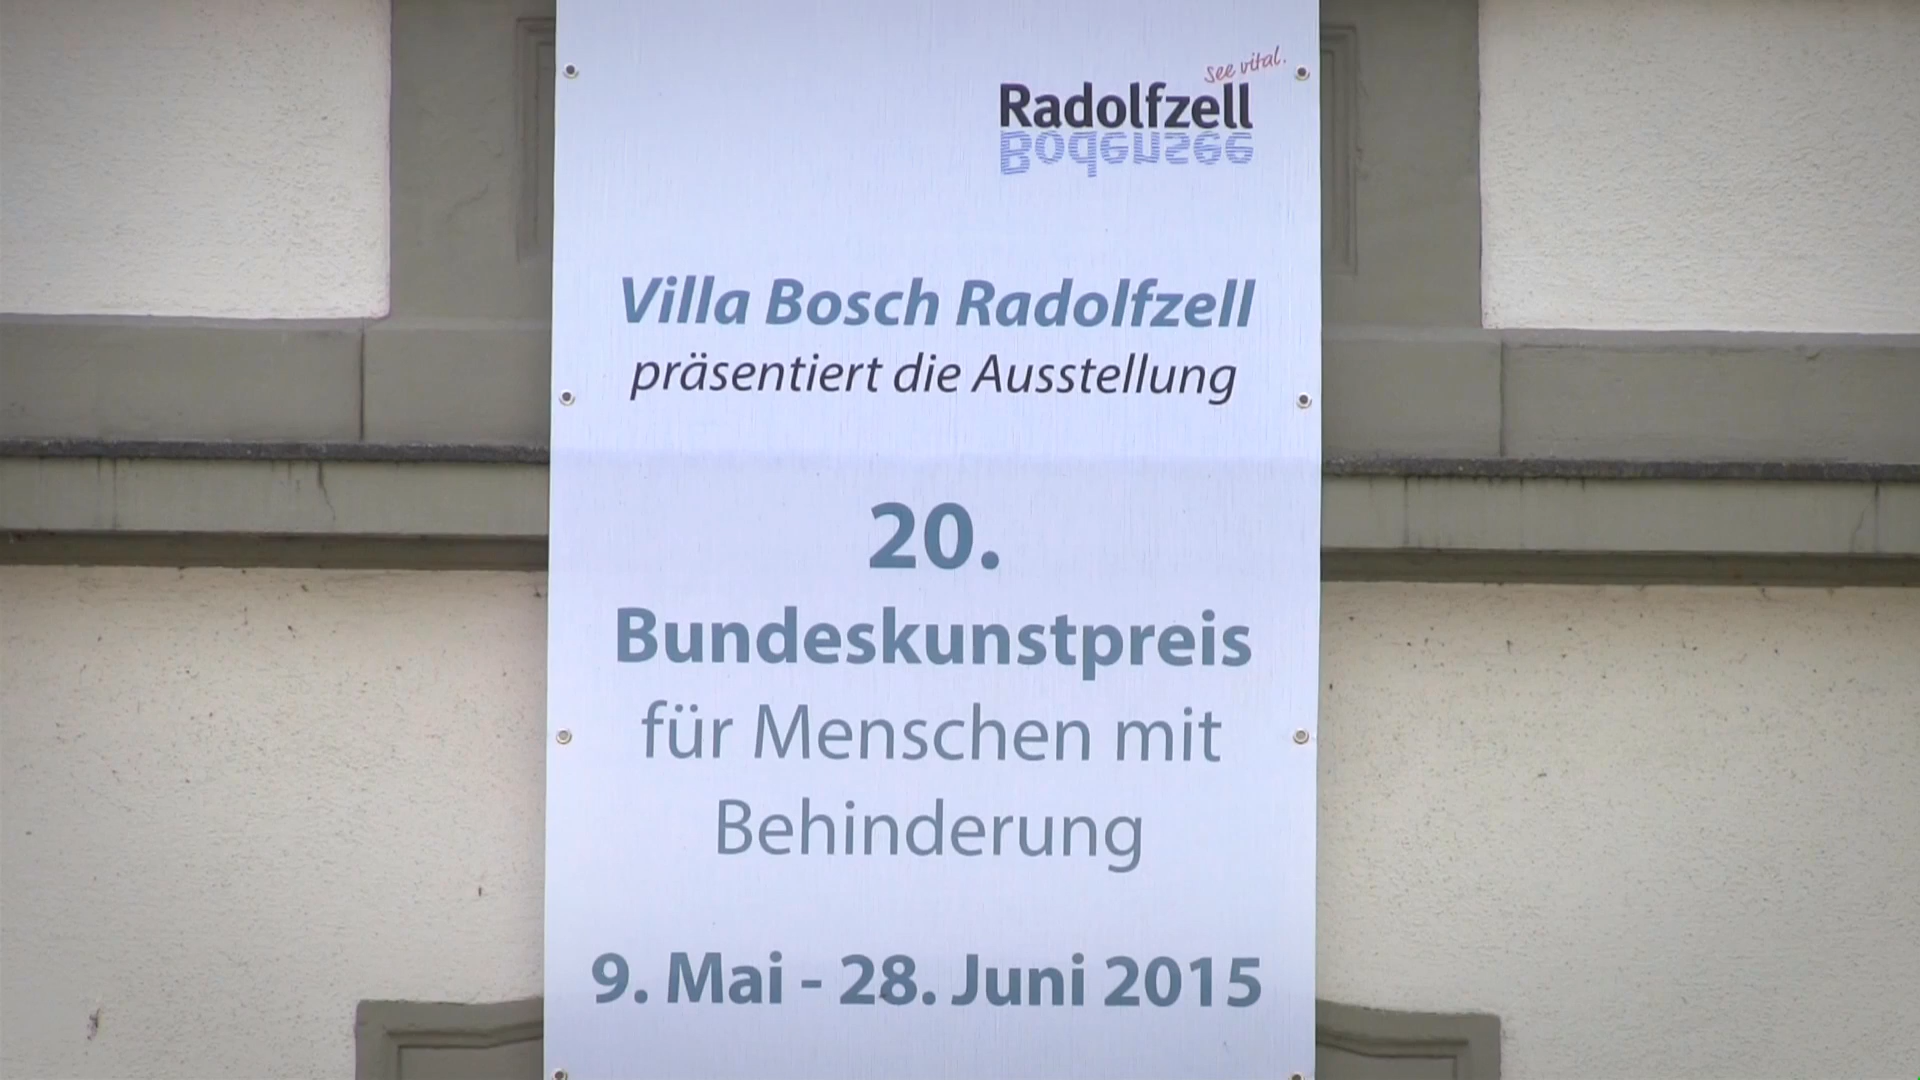 see vital.
Radolfzell
Bodensee
Villa Bosch Radolfzell
präsentiert die Ausstellung
20.
Bundeskunstpreis
für Menschen mit
Behinderung
9. Mai - 28. Juni 2015